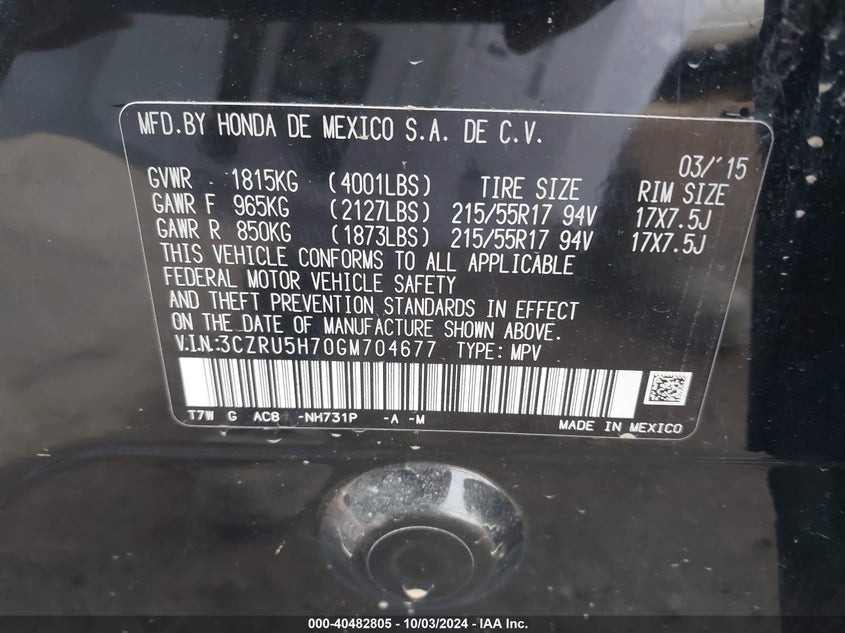 MFD.BY HONDA DE MEXICO S.A. DE C.V.
03/'15
GVWR 1815KG (4001LBS) TIRE SIZE RIM SIZE
GAWR F 965KG (2127LBS) 215/55R17 94V 17X7.5J
GAWR R 850KG (1873LBS) 215/55R17 94V 17X7.5J
THIS VEHICLE CONFORMS TO ALL APPLICABLE
FEDERAL MOTOR VEHICLE SAFETY
AND THEFT PREVENTION STANDARDS IN EFFECT
ON THE DATE OF MANUFACTURE SHOWN ABOVE.
V.I.N:3CZRU5H70GM704677 TYPE: MPV
T7W G AC8 -NH731P -A -M
MADE IN MEXICO
000-40482805 - 10/03/2024 - IAA Inc.